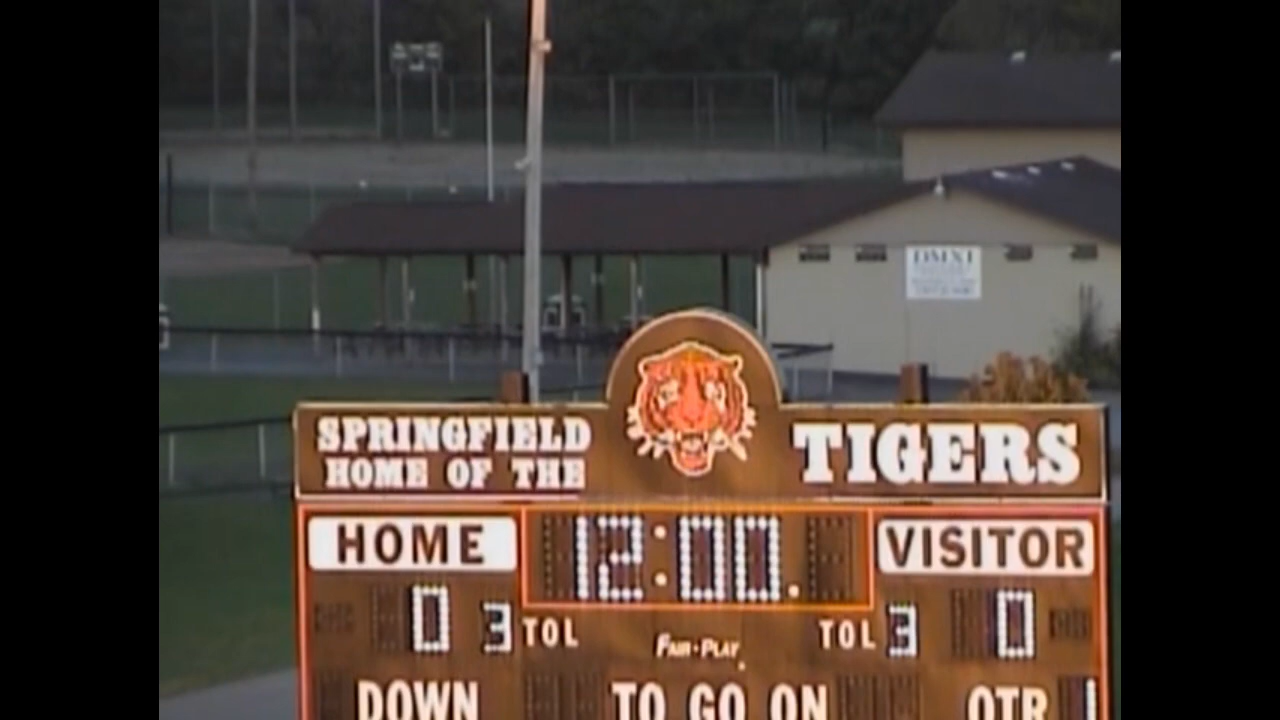 DMXI
SPRINGFIELD
HOME OF THE
TIGERS
HOME
12:00.
VISITOR
0 3 TOL
FAIR-PLAY
TOL 3 0
DOWN
TO GO ON
QTR 1